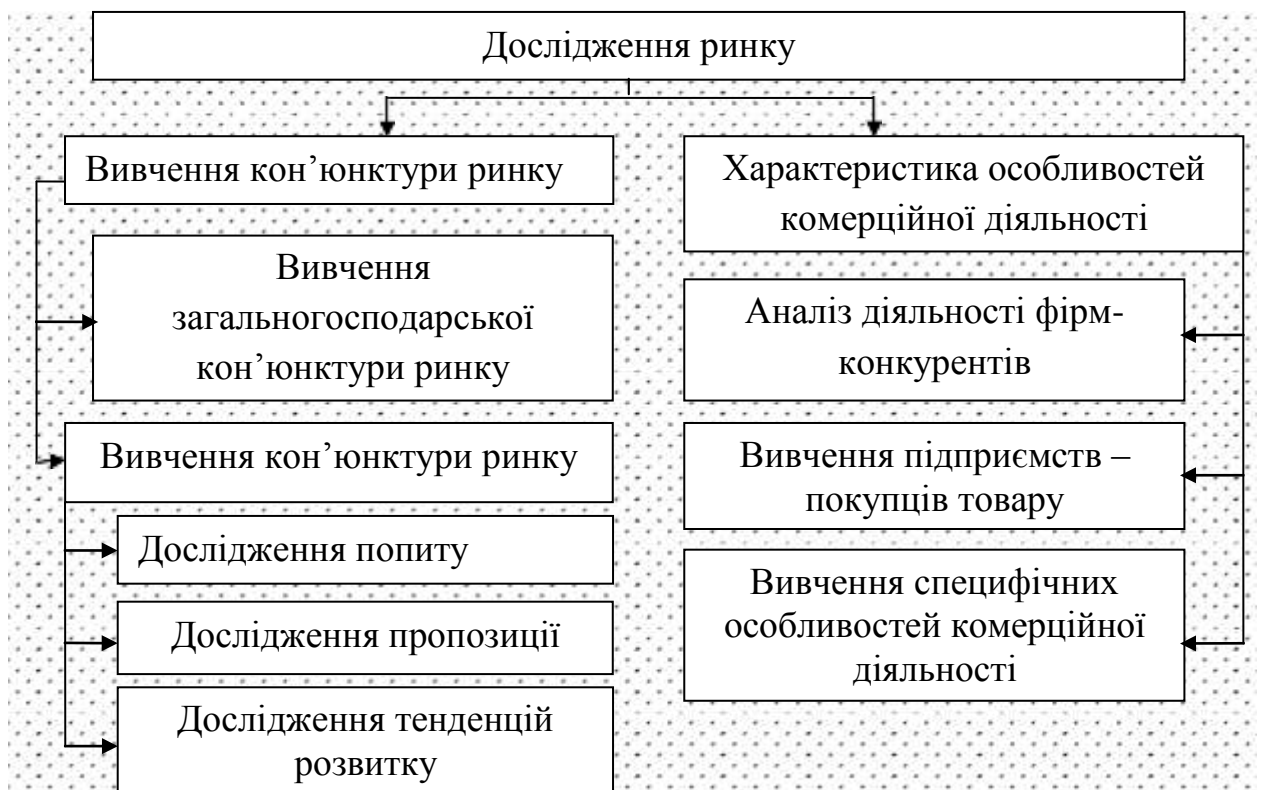 Дослідження ринку
Вивчення кон’юнктури ринку
Вивчення
загальногосподарської
кон’юнктури ринку
Вивчення кон’юнктури ринку
Дослідження попиту
Дослідження пропозиції
Дослідження тенденцій
розвитку
Характеристика особливостей
комерційної діяльності
Аналіз діяльності фірм-
конкурентів
Вивчення підприємств –
покупців товару
Вивчення специфічних
особливостей комерційної
діяльності